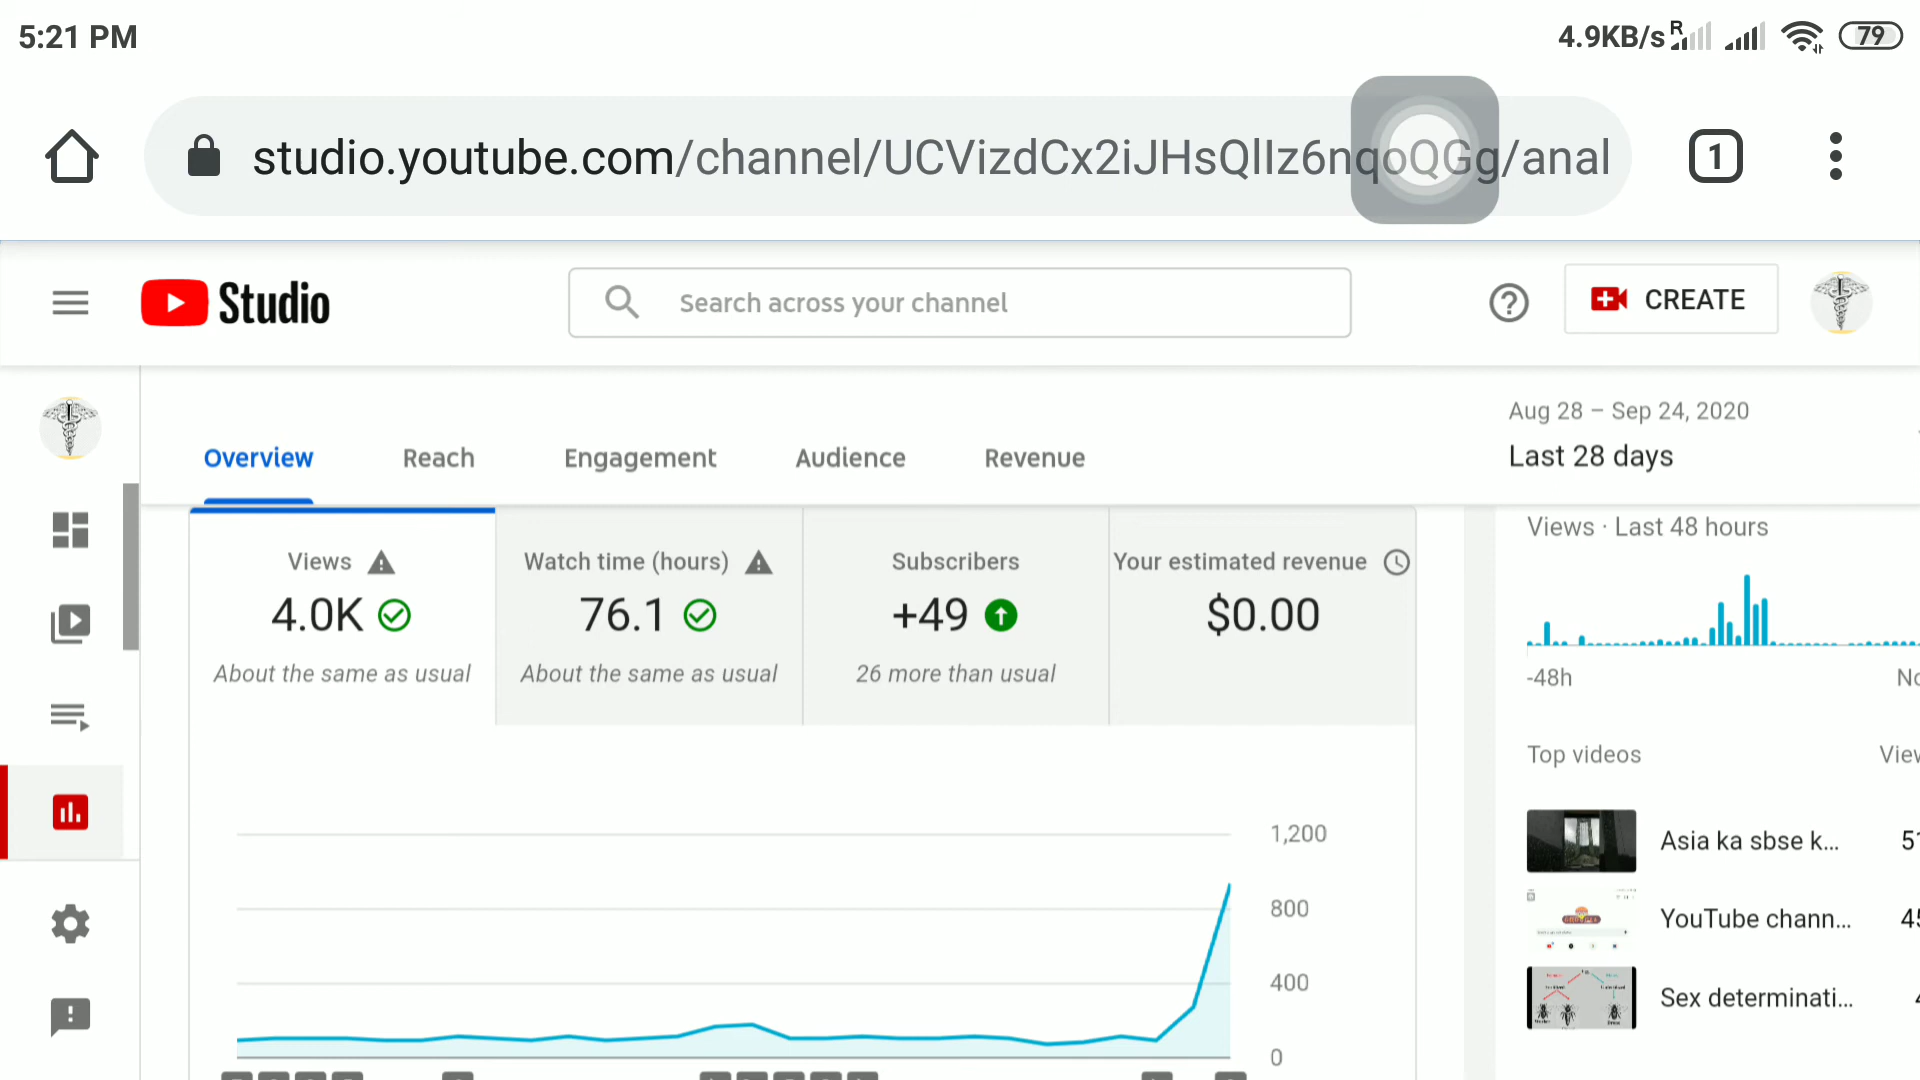 5:21 PM
4.9KB/s R 79
studio.youtube.com/channel/UCVizdCx2iJHsQlIz6nqoQGg/anal
1
Studio
Search across your channel
CREATE
Overview
Reach
Engagement
Audience
Revenue
Aug 28 – Sep 24, 2020
Last 28 days
Views
4.0K
About the same as usual
Watch time (hours)
76.1
About the same as usual
Subscribers
+49
26 more than usual
Your estimated revenue
$0.00
1,200
800
400
0
Views · Last 48 hours
-48h
Top videos
Asia ka sbse k...
YouTube chann...
Sex determinati...